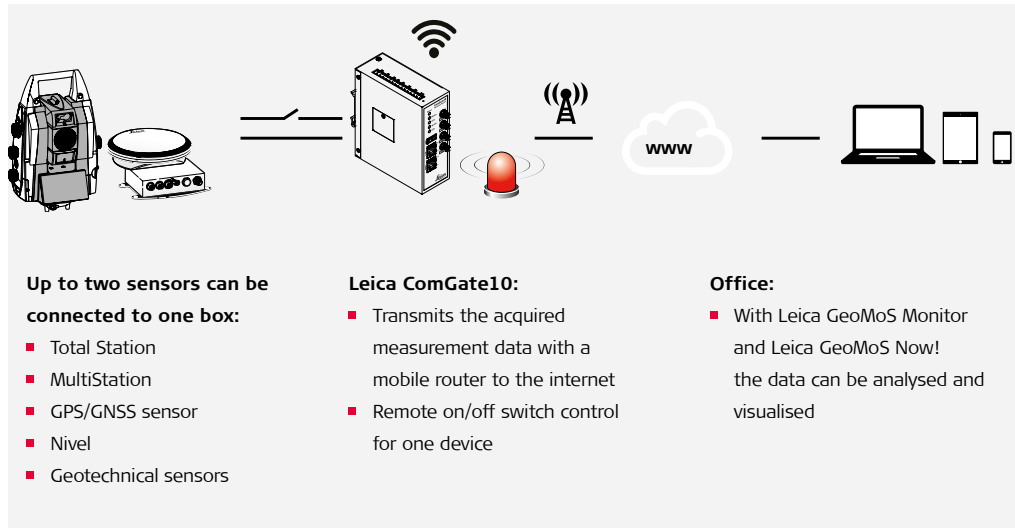 www
Up to two sensors can be
connected to one box:
Total Station
MultiStation
GPS/GNSS sensor
Nivel
Geotechnical sensors
Leica ComGate10:
Transmits the acquired
measurement data with a
mobile router to the internet
Remote on/off switch control
for one device
Office:
With Leica GeoMoS Monitor
and Leica GeoMoS Now!
the data can be analysed and
visualised